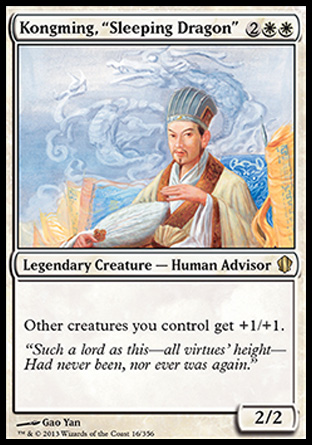 Kongming, “Sleeping Dragon” 2
Legendary Creature — Human Advisor
Other creatures you control get +1/+1.
“Such a lord as this—all virtues’ height—
Had never been, nor ever was again.”
Gao Yan
™ & © 2013 Wizards of the Coast 16/356
2/2